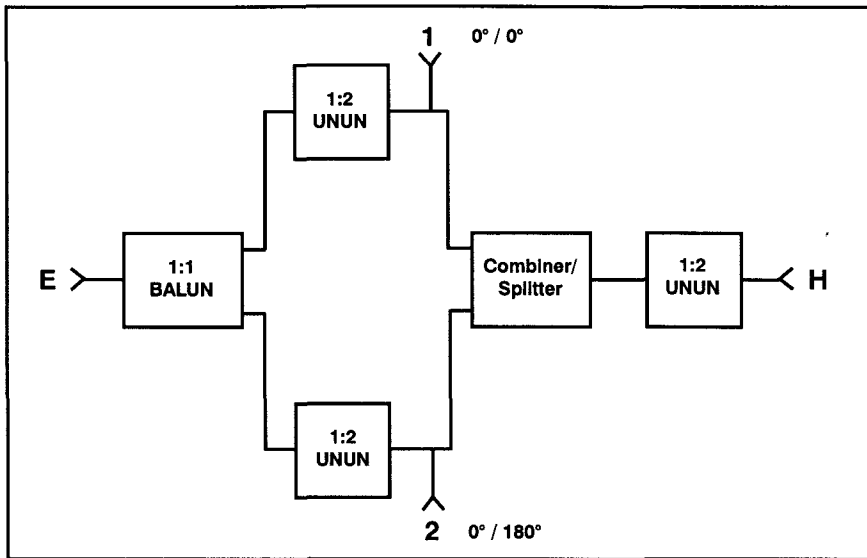 1 0° / 0°
1:2
UNUN
E
1:1
BALUN
Combiner/
Splitter
1:2
UNUN
H
1:2
UNUN
2 0° / 180°